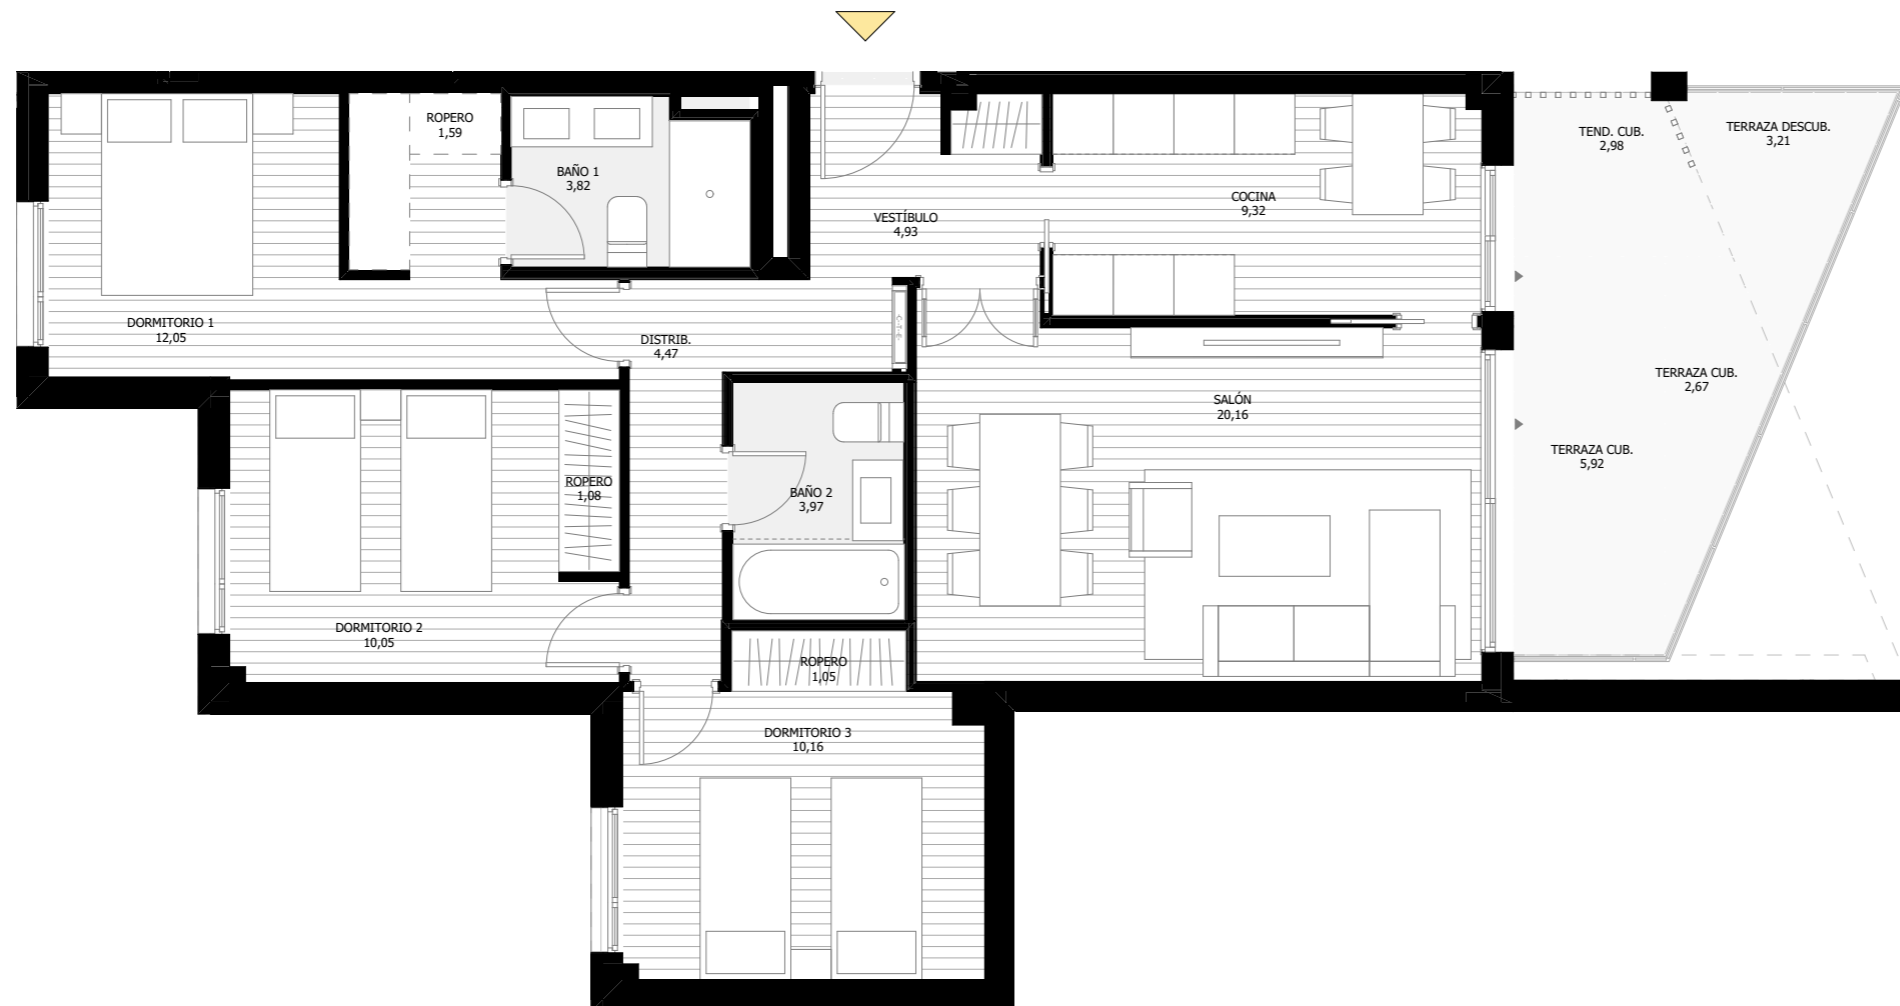 ROPERO
1,59
BAÑO 1
3,82
VESTÍBULO
4,93
COCINA
9,32
TEND. CUB.
2,98
TERRAZA DESCUB.
3,21
DORMITORIO 1
12,05
DISTRIB.
4,47
C-T-E-
SALÓN
20,16
TERRAZA CUB.
2,67
TERRAZA CUB.
5,92
ROPERO
1,08
BAÑO 2
3,97
DORMITORIO 2
10,05
ROPERO
1,05
DORMITORIO 3
10,16